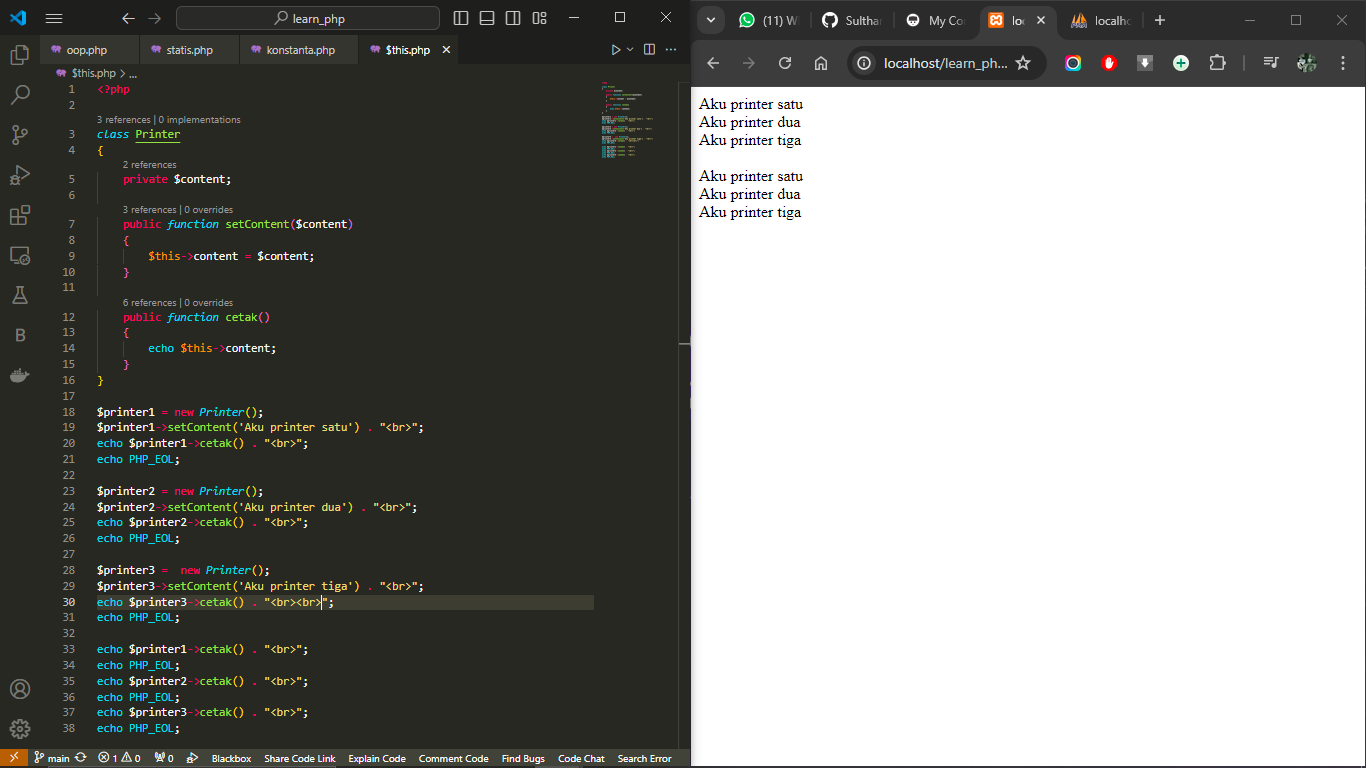 learn_php
oop.php
statis.php
konstanta.php
$this.php
$this.php > ...
1 <?php
2
3 references | 0 implementations
3 class Printer
4 {
2 references
5 private $content;
6
3 references | 0 overrides
7 public function setContent($content)
8 {
9 $this->content = $content;
10 }
11
6 references | 0 overrides
12 public function cetak()
13 {
14 echo $this->content;
15 }
16 }
17
18 $printer1 = new Printer();
19 $printer1->setContent('Aku printer satu') . "<br>";
20 echo $printer1->cetak() . "<br>";
21 echo PHP_EOL;
22
23 $printer2 = new Printer();
24 $printer2->setContent('Aku printer dua') . "<br>";
25 echo $printer2->cetak() . "<br>";
26 echo PHP_EOL;
27
28 $printer3 =  new Printer();
29 $printer3->setContent('Aku printer tiga') . "<br>";
30 echo $printer3->cetak() . "<br><br>";
31 echo PHP_EOL;
32
33 echo $printer1->cetak() . "<br>";
34 echo PHP_EOL;
35 echo $printer2->cetak() . "<br>";
36 echo PHP_EOL;
37 echo $printer3->cetak() . "<br>";
38 echo PHP_EOL;
main 1 0 0 Blackbox Share Code Link Explain Code Comment Code Find Bugs Code Chat Search Error
(11) W
Sulthar
My Co
loc
localho
localhost/learn_ph...
Aku printer satu
Aku printer dua
Aku printer tiga
Aku printer satu
Aku printer dua
Aku printer tiga